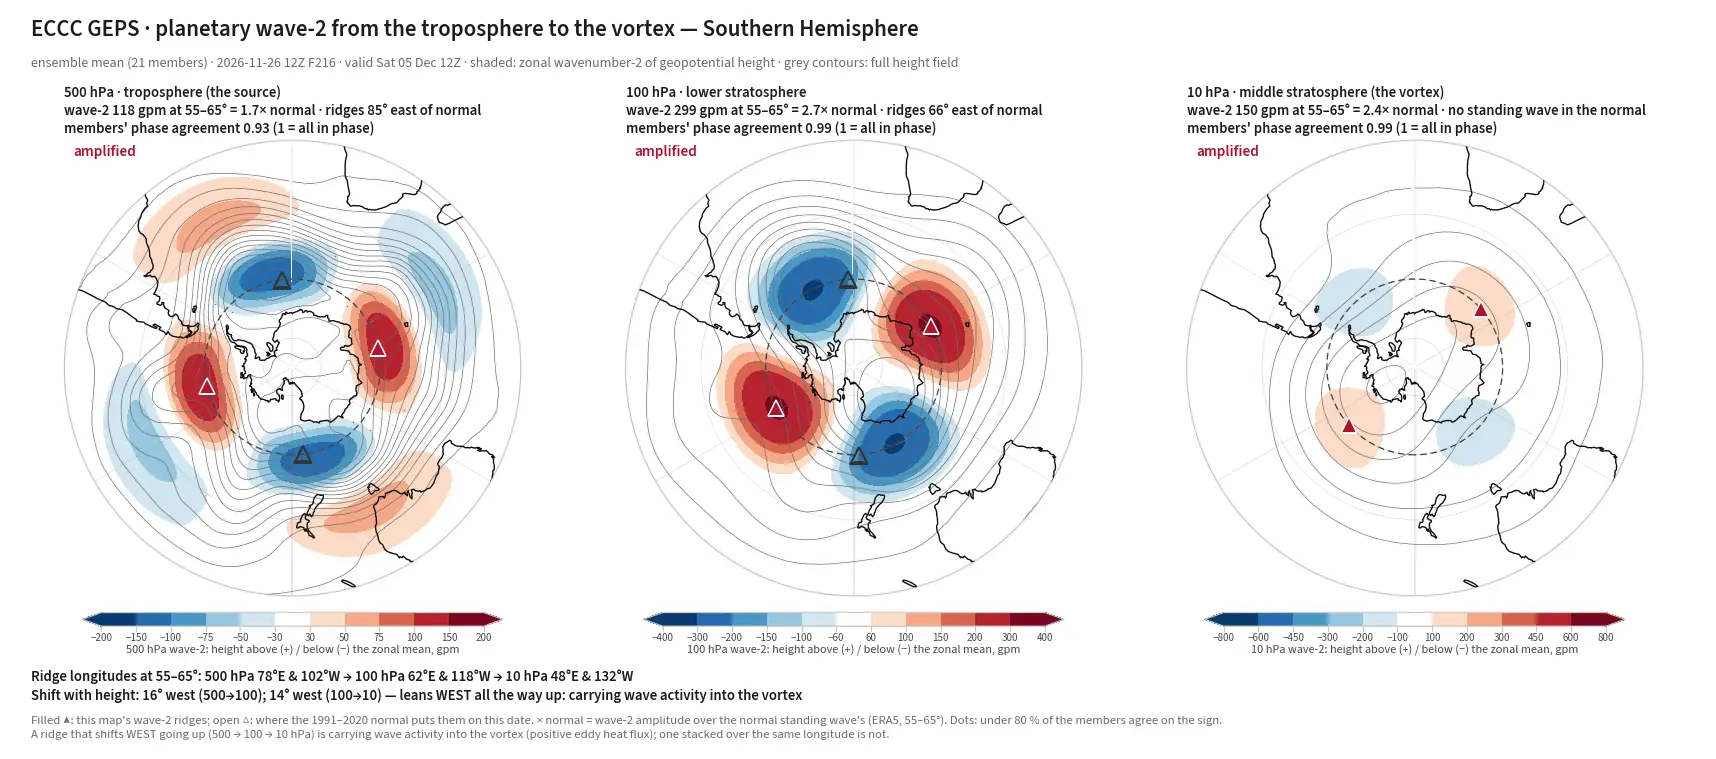 ECCC GEPS · planetary wave-2 from the troposphere to the vortex — Southern Hemisphere
ensemble mean (21 members) · 2026-11-26 12Z F216 · valid Sat 05 Dec 12Z · shaded: zonal wavenumber-2 of geopotential height · grey contours: full height field
500 hPa · troposphere (the source)
wave-2 118 gpm at 55–65° = 1.7× normal · ridges 85° east of normal
members' phase agreement 0.93 (1 = all in phase)
amplified
100 hPa · lower stratosphere
wave-2 299 gpm at 55–65° = 2.7× normal · ridges 66° east of normal
members' phase agreement 0.99 (1 = all in phase)
amplified
10 hPa · middle stratosphere (the vortex)
wave-2 150 gpm at 55–65° = 2.4× normal · no standing wave in the normal
members' phase agreement 0.99 (1 = all in phase)
amplified
−200 −150 −100 −75 −50 −30 30 50 75 100 150 200
500 hPa wave-2: height above (+) / below (−) the zonal mean, gpm
−400 −300 −200 −150 −100 −60 60 100 150 200 300 400
100 hPa wave-2: height above (+) / below (−) the zonal mean, gpm
−800 −600 −450 −300 −200 −100 100 200 300 450 600 800
10 hPa wave-2: height above (+) / below (−) the zonal mean, gpm
Ridge longitudes at 55–65°: 500 hPa 78°E & 102°W → 100 hPa 62°E & 118°W → 10 hPa 48°E & 132°W
Shift with height: 16° west (500→100); 14° west (100→10) — leans WEST all the way up: carrying wave activity into the vortex
Filled ▲: this map's wave-2 ridges; open △: where the 1991–2020 normal puts them on this date. × normal = wave-2 amplitude over the normal standing wave's (ERA5, 55–65°). Dots: under 80 % of the members agree on the sign.
A ridge that shifts WEST going up (500 → 100 → 10 hPa) is carrying wave activity into the vortex (positive eddy heat flux); one stacked over the same longitude is not.